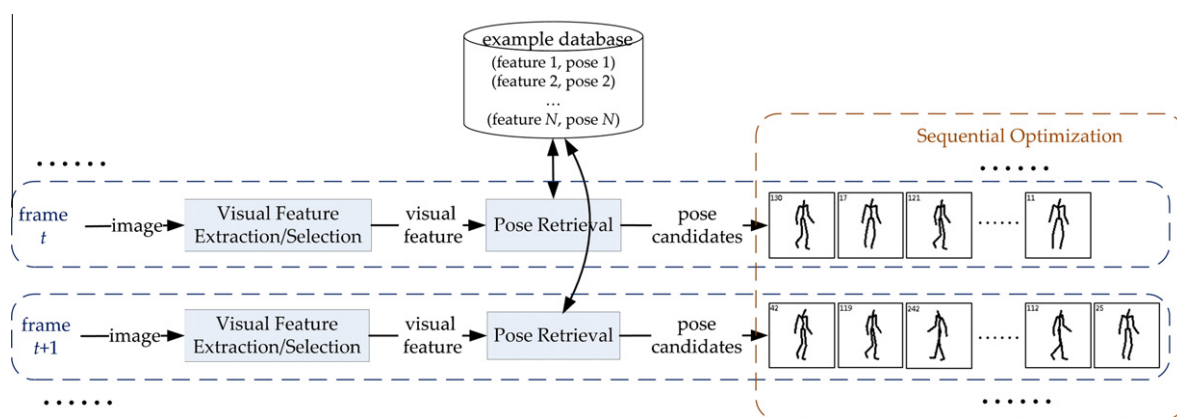 example database
(feature 1, pose 1)
(feature 2, pose 2)
...
(feature N, pose N)
Sequential Optimization
......
......
frame
t
image
Visual Feature
Extraction/Selection
visual
feature
Pose Retrieval
pose
candidates
130
17
121
......
11
frame
t+1
image
Visual Feature
Extraction/Selection
visual
feature
Pose Retrieval
pose
candidates
42
119
242
......
112
25
......
......